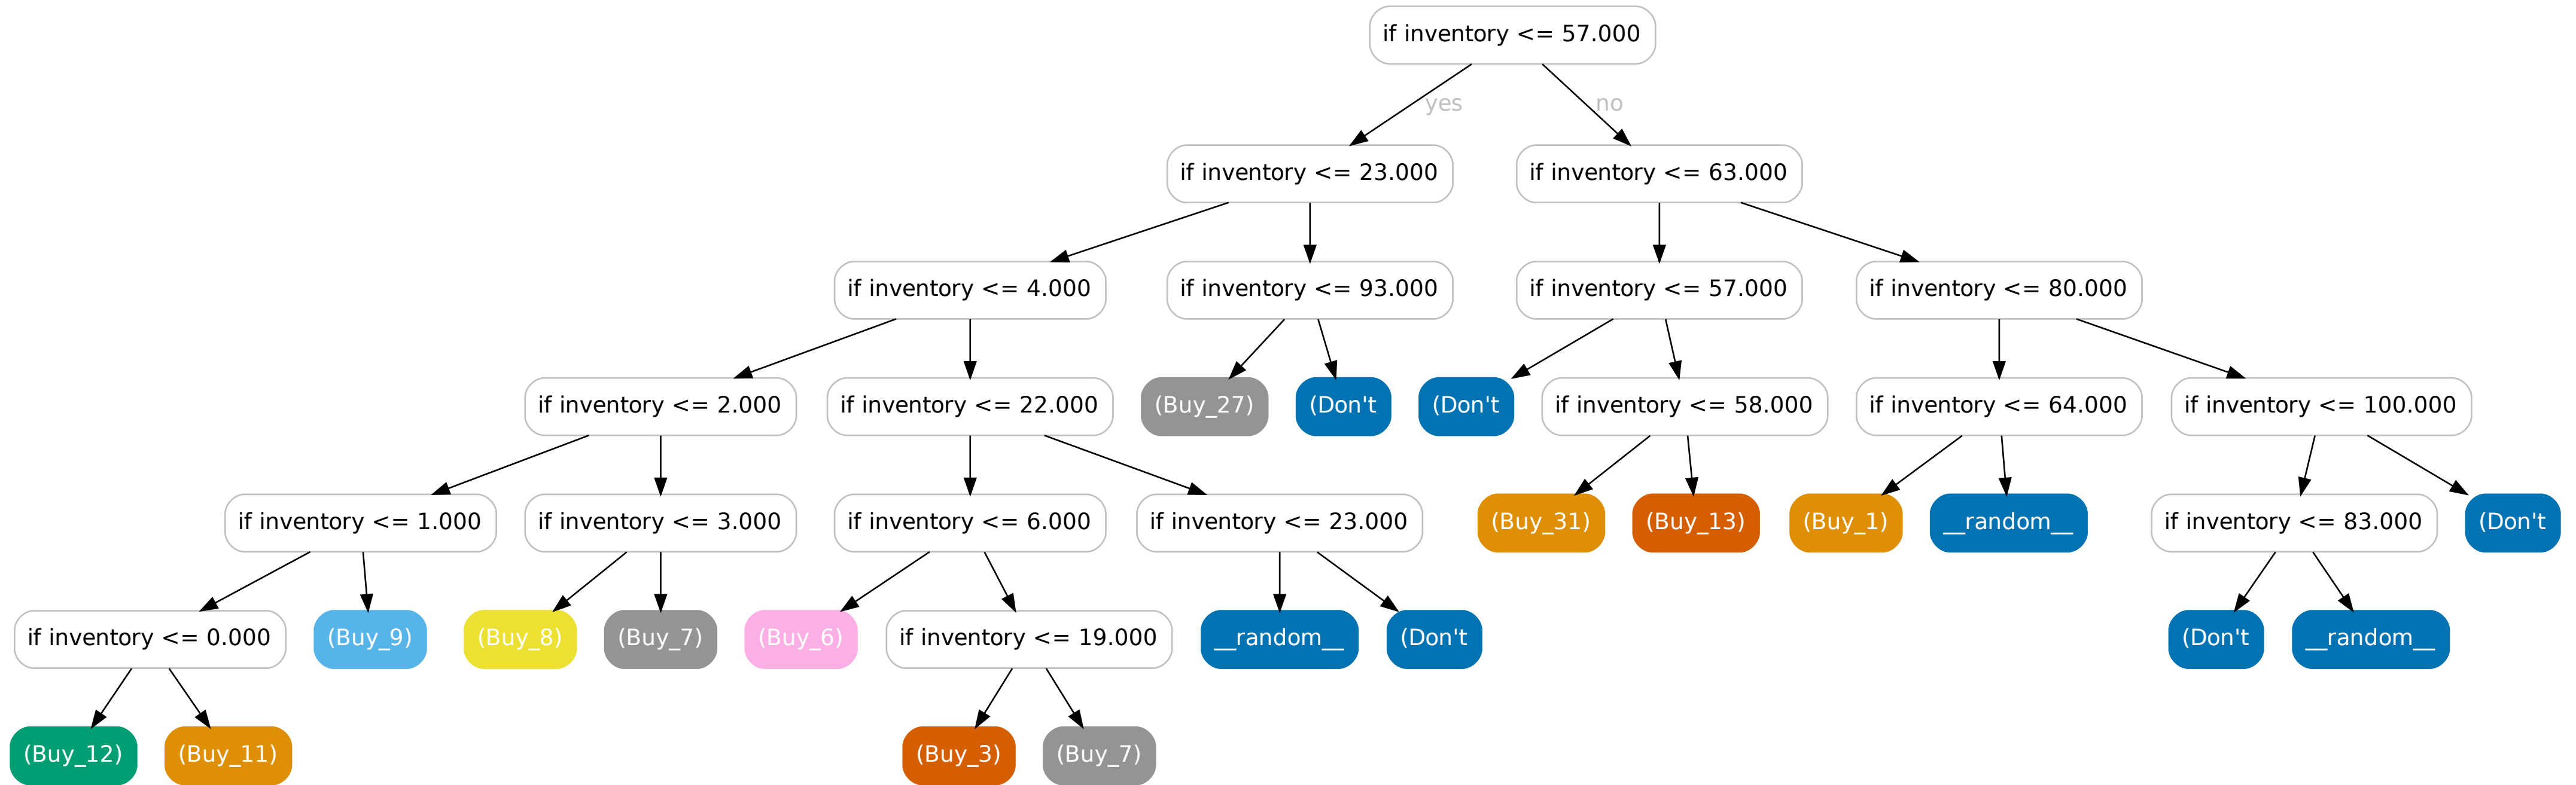 if inventory <= 57.000
yes
no
if inventory <= 23.000
if inventory <= 63.000
if inventory <= 4.000
if inventory <= 93.000
if inventory <= 57.000
if inventory <= 80.000
if inventory <= 2.000
if inventory <= 22.000
(Buy_27)
(Don't
(Don't
if inventory <= 58.000
if inventory <= 64.000
if inventory <= 100.000
if inventory <= 1.000
if inventory <= 3.000
if inventory <= 6.000
if inventory <= 23.000
(Buy_31)
(Buy_13)
(Buy_1)
__random__
if inventory <= 83.000
(Don't
if inventory <= 0.000
(Buy_9)
(Buy_8)
(Buy_7)
(Buy_6)
if inventory <= 19.000
__random__
(Don't
(Don't
__random__
(Buy_12)
(Buy_11)
(Buy_3)
(Buy_7)